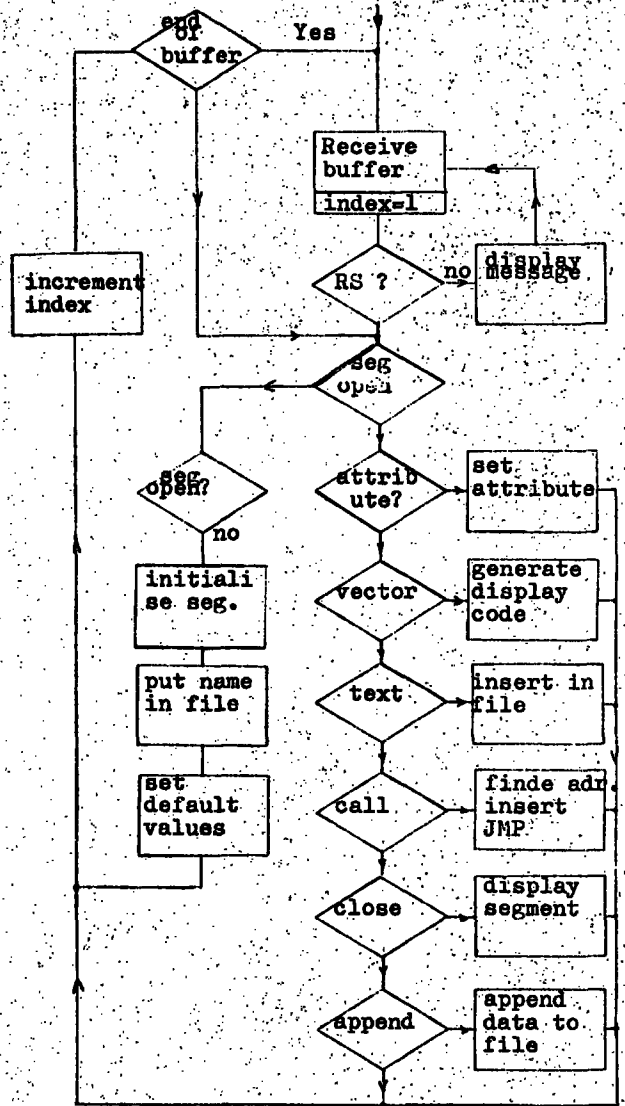 end
of
buffer
Yes
Receive
buffer
index=1
increment
index
RS ?
no
display
message
seg
open
seg
open?
no
attrib
ute?
set
attribute
initiali
se seg.
vector
generate
display
code
put name
in file
text
insert in
file
set
default
values
call
finde adr.
insert
JMP
close
display
segment
append
append
data to
file